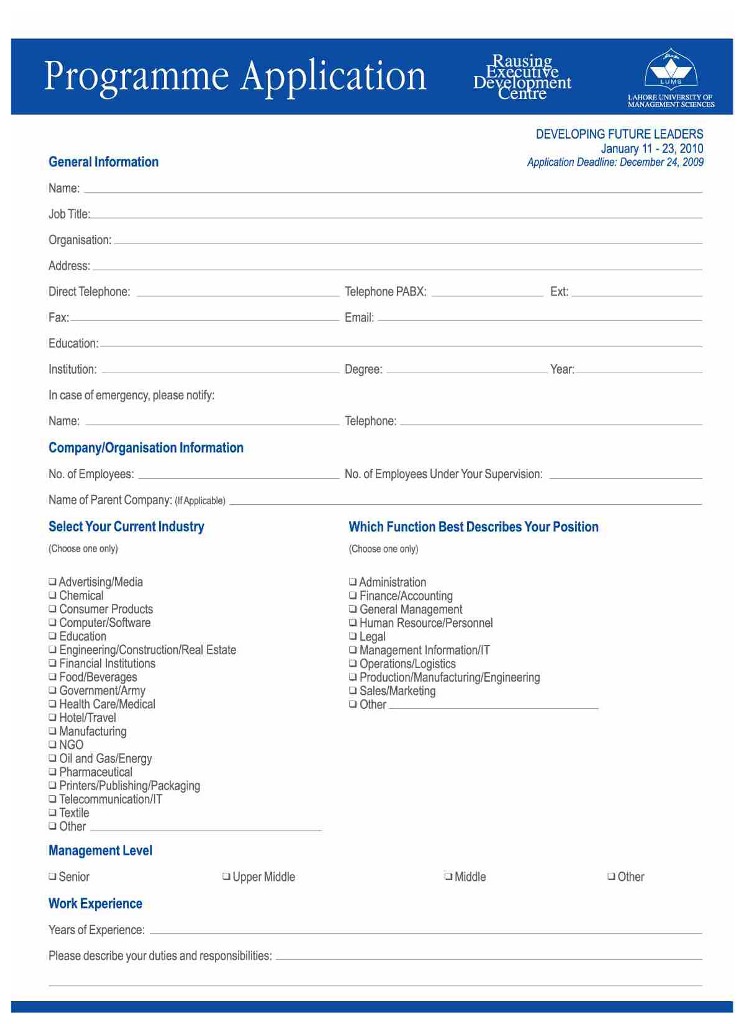 Programme Application
Rausing
Executive
Development
Centre
LUMS
LAHORE UNIVERSITY OF
MANAGEMENT SCIENCES
DEVELOPING FUTURE LEADERS
January 11 - 23, 2010
Application Deadline: December 24, 2009
General Information
Name:
Job Title:
Organisation:
Address:
Direct Telephone: Telephone PABX: Ext:
Fax: Email:
Education:
Institution: Degree: Year:
In case of emergency, please notify:
Name: Telephone:
Company/Organisation Information
No. of Employees: No. of Employees Under Your Supervision:
Name of Parent Company: (If Applicable)
Select Your Current Industry
(Choose one only)
❑ Advertising/Media
❑ Chemical
❑ Consumer Products
❑ Computer/Software
❑ Education
❑ Engineering/Construction/Real Estate
❑ Financial Institutions
❑ Food/Beverages
❑ Government/Army
❑ Health Care/Medical
❑ Hotel/Travel
❑ Manufacturing
❑ NGO
❑ Oil and Gas/Energy
❑ Pharmaceutical
❑ Printers/Publishing/Packaging
❑ Telecommunication/IT
❑ Textile
❑ Other
Which Function Best Describes Your Position
(Choose one only)
❑ Administration
❑ Finance/Accounting
❑ General Management
❑ Human Resource/Personnel
❑ Legal
❑ Management Information/IT
❑ Operations/Logistics
❑ Production/Manufacturing/Engineering
❑ Sales/Marketing
❑ Other
Management Level
❑ Senior ❑ Upper Middle ❑ Middle ❑ Other
Work Experience
Years of Experience:
Please describe your duties and responsibilities: